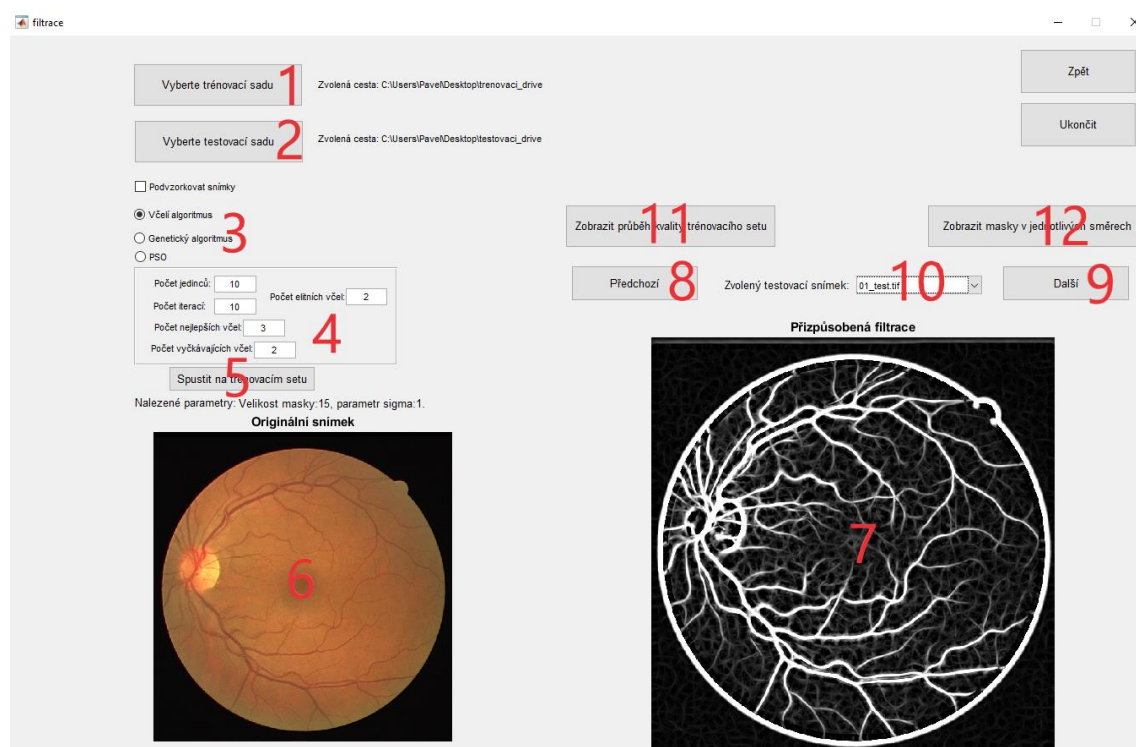 filtrace
Vyberte trénovací sadu 1
Zvolená cesta: C:\Users\Pavel\Desktop\trenovaci_drive
Zpět
Vyberte testovací sadu 2
Zvolená cesta: C:\Users\Pavel\Desktop\testovaci_drive
Ukončit
Podvzorkovat snímky
Včelí algoritmus
Genetický algoritmus
PSO
3
Počet jedinců: 10
Počet iterací: 10
Počet elitních včel: 2
Počet nejlepších včel: 3
Počet vyčkávajících včel: 2
4
Spustit na trénovacím setu
5
Nalezené parametry: Velikost masky:15, parametr sigma:1.
Originální snímek
6
Zobrazit průběh kvality trénovacího setu
11
Zobrazit masky v jednotlivých směrech
12
Předchozí 8
Zvolený testovací snímek: 01_test.tif
10
Další 9
Přizpůsobená filtrace
7